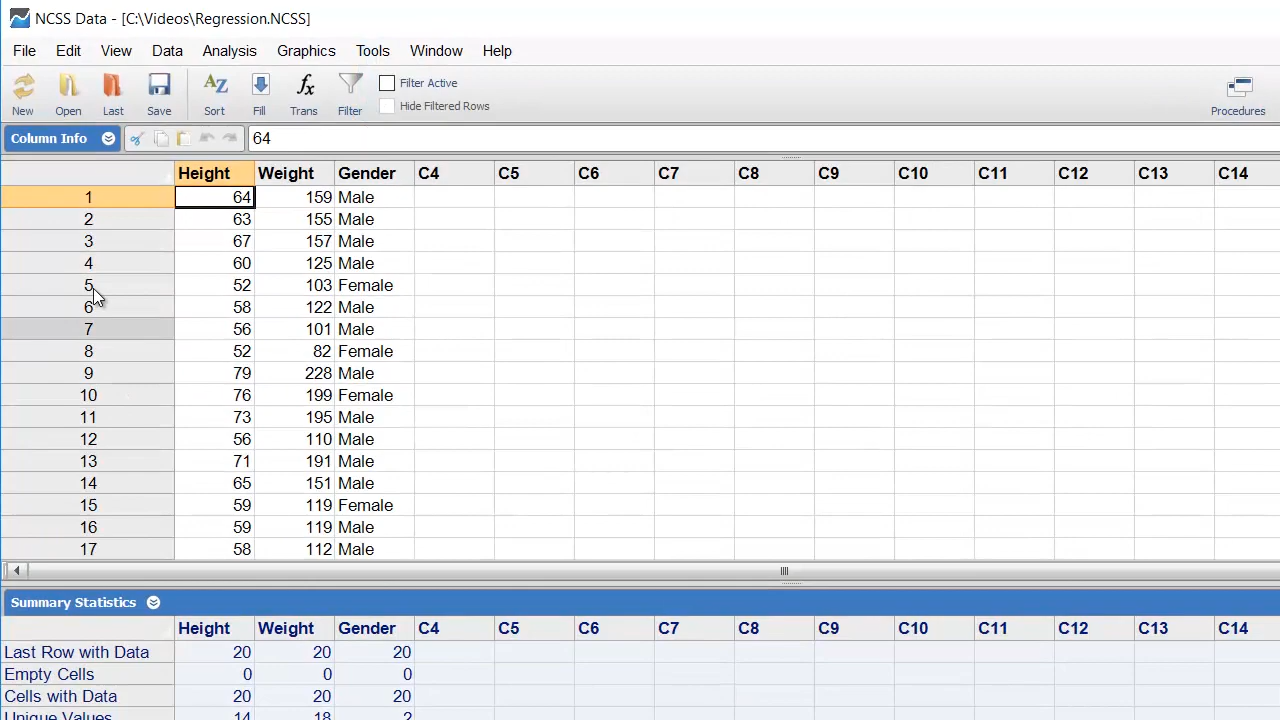 NCSS Data - [C:\Videos\Regression.NCSS]
File Edit View Data Analysis Graphics Tools Window Help
New Open Last Save Sort Fill Trans Filter Filter Active Hide Filtered Rows Procedures
Column Info 64
Height Weight Gender C4 C5 C6 C7 C8 C9 C10 C11 C12 C13 C14
1 64 159 Male
2 63 155 Male
3 67 157 Male
4 60 125 Male
5 52 103 Female
6 58 122 Male
7 56 101 Male
8 52 82 Female
9 79 228 Male
10 76 199 Female
11 73 195 Male
12 56 110 Male
13 71 191 Male
14 65 151 Male
15 59 119 Female
16 59 119 Male
17 58 112 Male
Summary Statistics
Height Weight Gender C4 C5 C6 C7 C8 C9 C10 C11 C12 C13 C14
Last Row with Data 20 20 20
Empty Cells 0 0 0
Cells with Data 20 20 20
Unique Values 14 18 2